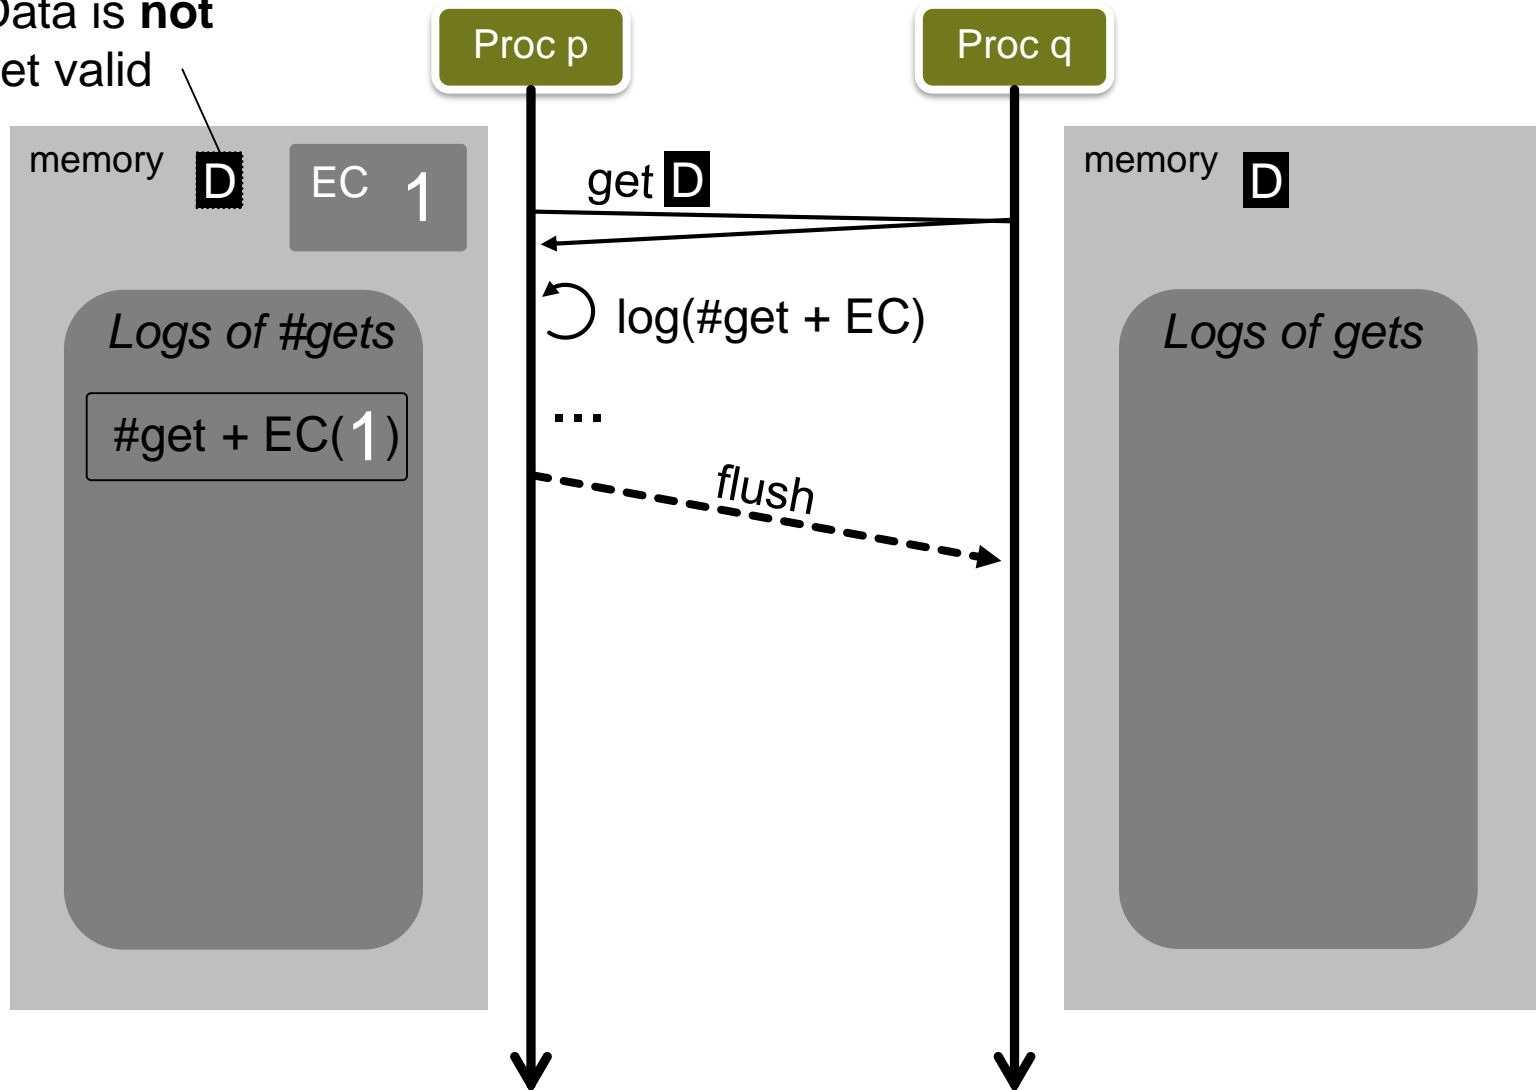 Data is not
et valid
Proc p
Proc q
memory
D
EC 1
get D
memory
D
log(#get + EC)
Logs of #gets
Logs of gets
#get + EC(1)
...
flush